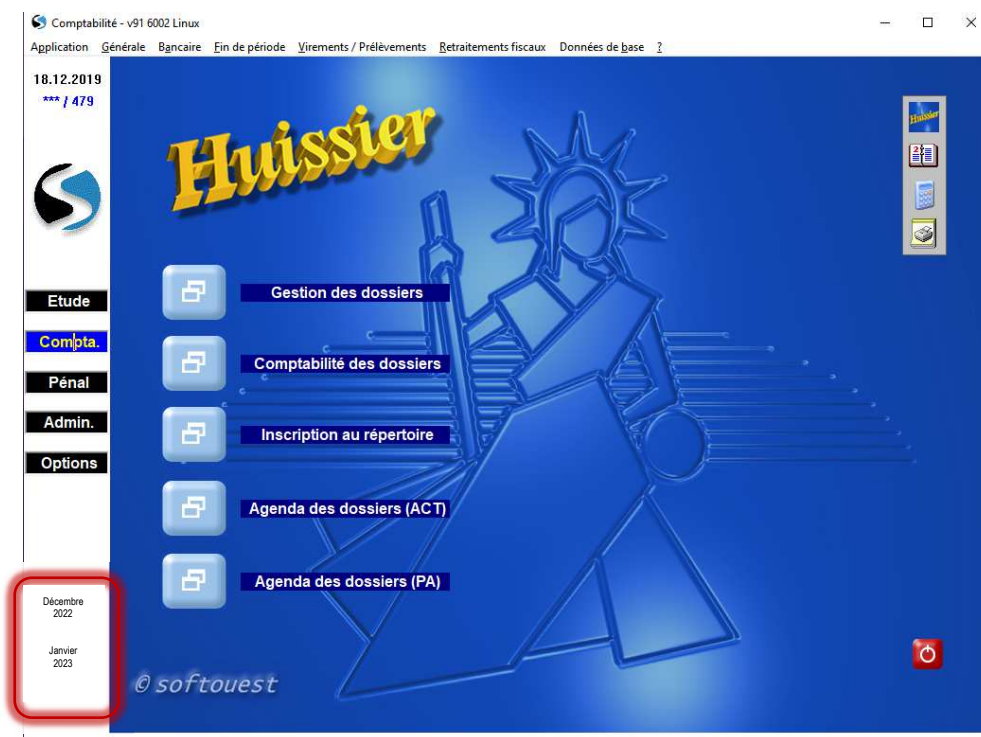 Comptabilité - v91 6002 Linux
Application Générale Bancaire Fin de période Virements / Prélèvements Retraitements fiscaux Données de base ?
18.12.2019
*** / 479
Huissier
Huissier
Gestion des dossiers
Etude
Compta.
Comptabilité des dossiers
Pénal
Admin.
Inscription au répertoire
Options
Agenda des dossiers (ACT)
Agenda des dossiers (PA)
Décembre
2022
Janvier
2023
© softouest